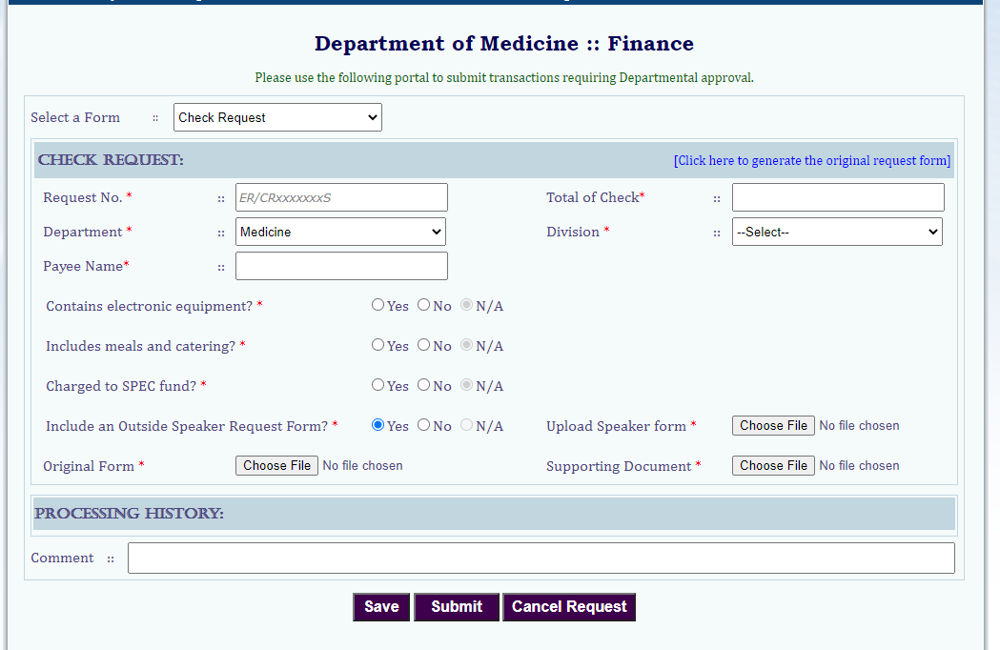 Department of Medicine :: Finance
Please use the following portal to submit transactions requiring Departmental approval.
Select a Form :: Check Request
CHECK REQUEST: [Click here to generate the original request form]
Request No. * :: ER/CRxxxxxxxS Total of Check* ::
Department * :: Medicine Division * :: --Select--
Payee Name* ::
Contains electronic equipment? * Yes No N/A
Includes meals and catering? * Yes No N/A
Charged to SPEC fund? * Yes No N/A
Include an Outside Speaker Request Form? * Yes No N/A Upload Speaker form * Choose File No file chosen
Original Form * Choose File No file chosen Supporting Document * Choose File No file chosen
PROCESSING HISTORY:
Comment ::
Save Submit Cancel Request